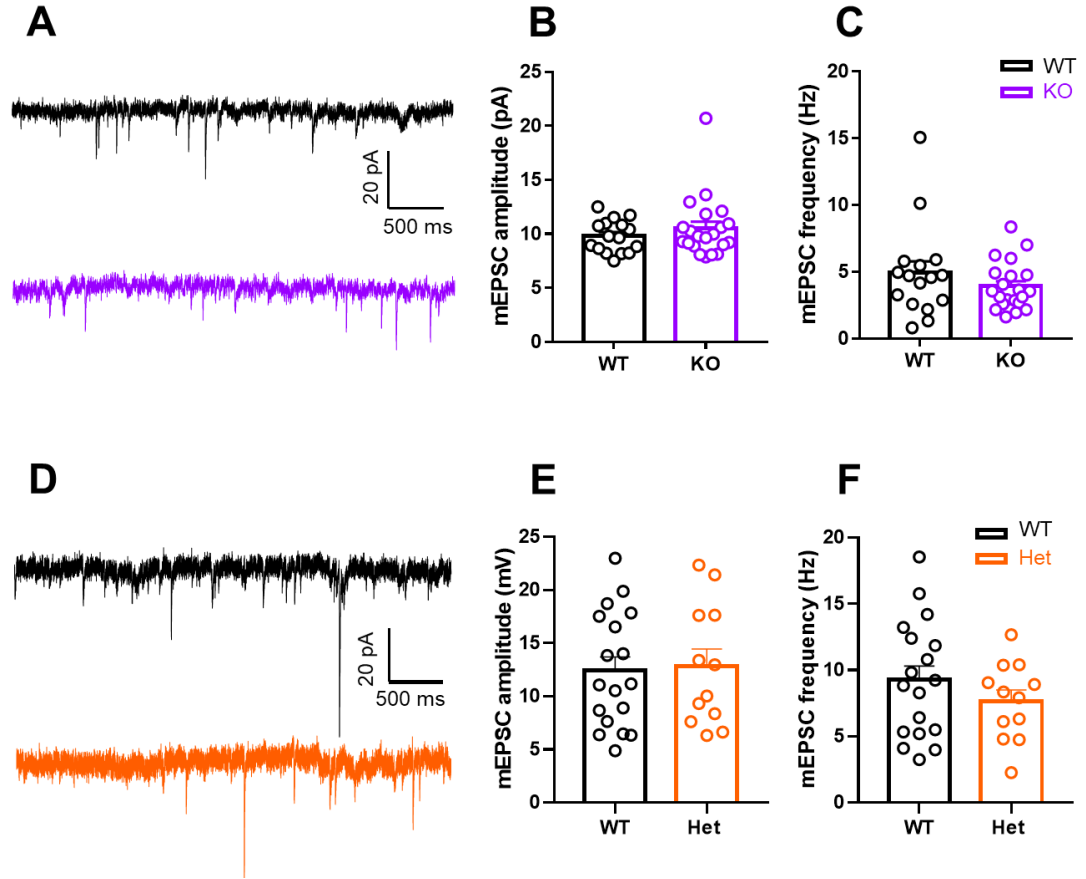 A
20 pA
500 ms
B
mEPSC amplitude (pA)
25
20
15
10
5
0
WT
KO
C
mEPSC frequency (Hz)
20
15
10
5
0
WT
KO
WT
KO
D
20 pA
500 ms
E
mEPSC amplitude (mV)
25
20
15
10
5
0
WT
Het
F
mEPSC frequency (Hz)
20
15
10
5
0
WT
Het
WT
Het